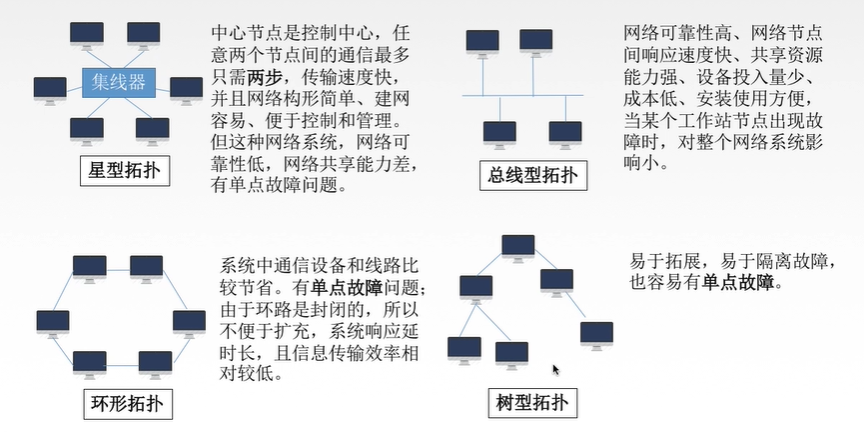 集线器
星型拓扑
中心节点是控制中心，任
意两个节点间的通信最多
只需两步，传输速度快，
并且网络构形简单、建网
容易、便于控制和管理。
但这种网络系统，网络可
靠性低，网络共享能力差，
有单点故障问题。
总线型拓扑
网络可靠性高、网络节点
间响应速度快、共享资源
能力强、设备投入量少、
成本低、安装使用方便，
当某个工作站节点出现故
障时，对整个网络系统影
响小。
环形拓扑
系统中通信设备和线路比
较节省。有单点故障问题；
由于环路是封闭的，所以
不便于扩充，系统响应延
时长，且信息传输效率相
对较低。
树型拓扑
易于拓展，易于隔离故障，
也容易有单点故障。